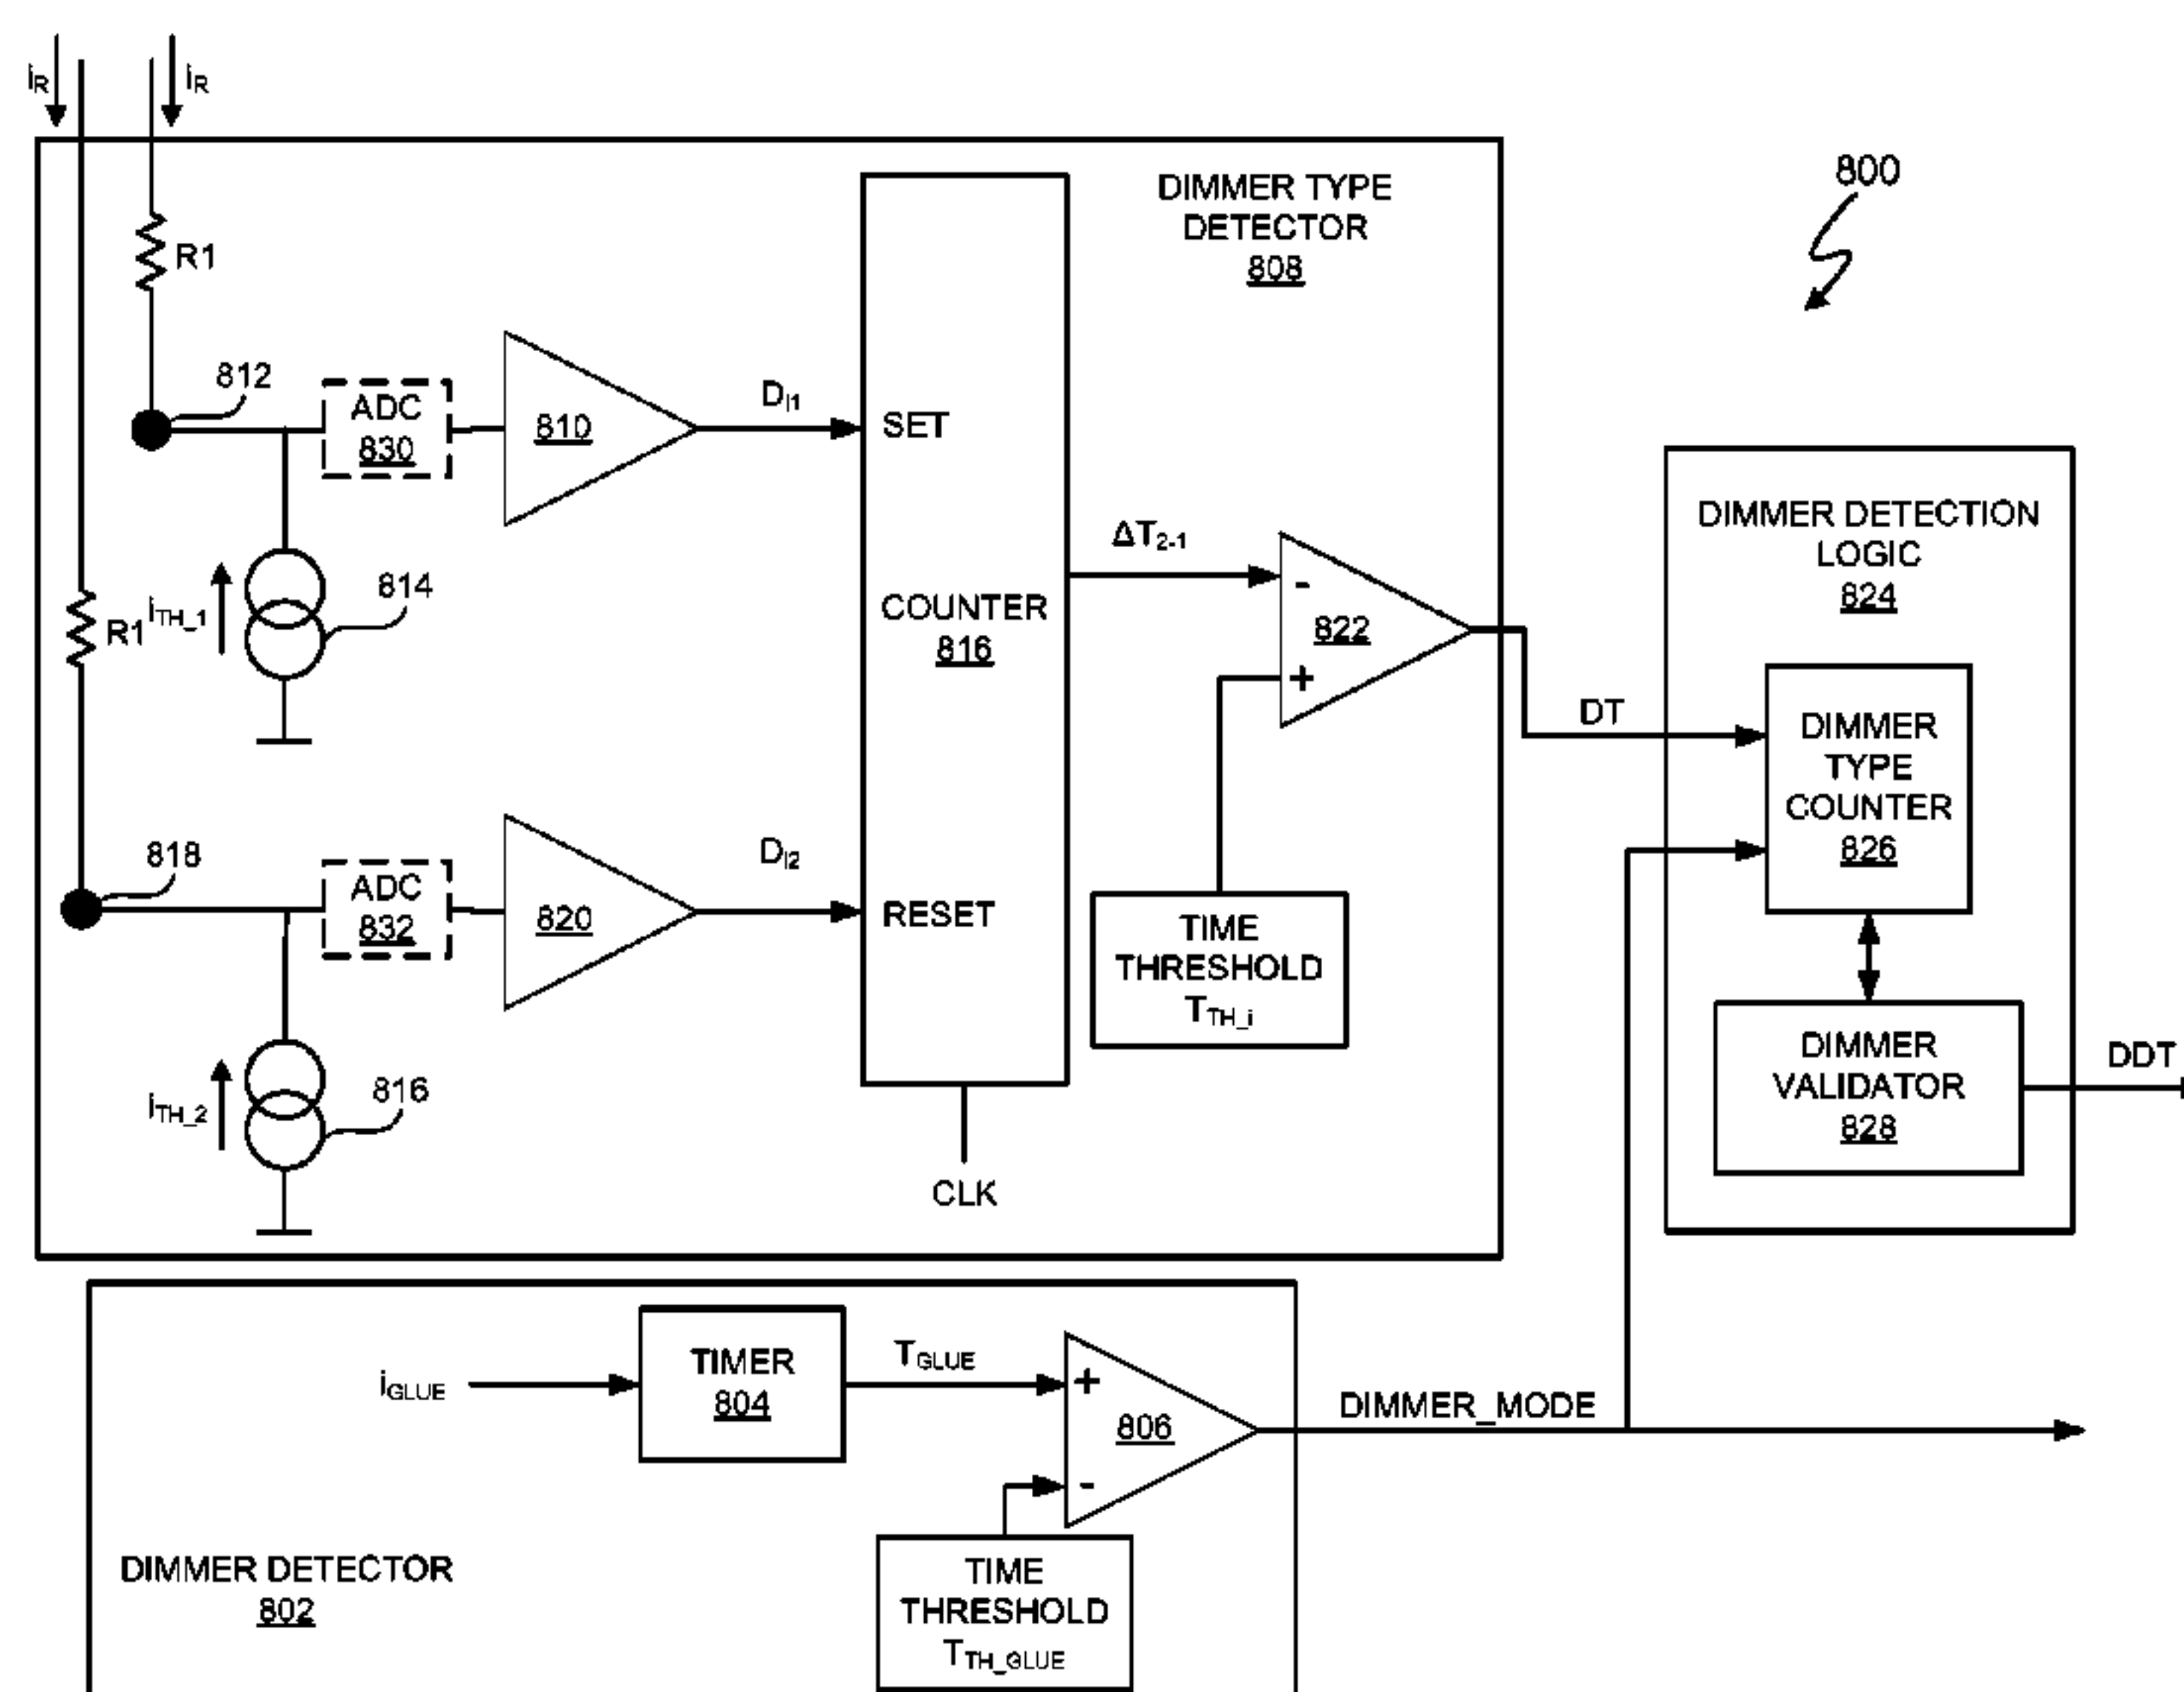 iR
iR
DIMMER TYPE
DETECTOR
808
800
R1
812
ADC
830
810
DI1
SET
DIMMER DETECTION
LOGIC
824
ΔT2-1
-
822
+
iTH_1
814
R1
COUNTER
816
DT
DIMMER
TYPE
COUNTER
826
818
ADC
832
820
DI2
RESET
TIME
THRESHOLD
TTH_i
DIMMER
VALIDATOR
828
DDT
iTH_2
816
CLK
iGLUE
TIMER
804
TGLUE
+
806
-
DIMMER_MODE
DIMMER DETECTOR
802
TIME
THRESHOLD
TTH_GLUE